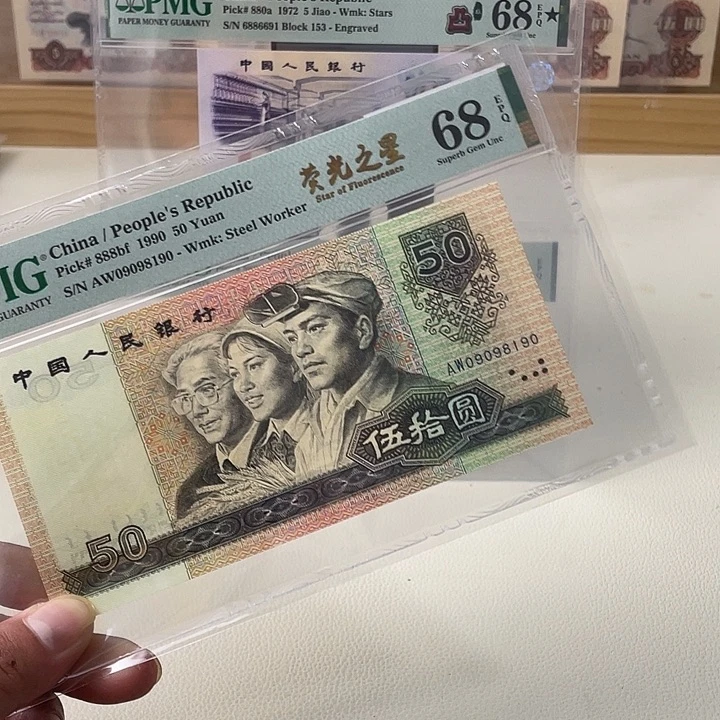 PMG
PAPER MONEY GUARANTY
Pick# 880a 1972 5 Jiao - Wmk: Stars
S/N 6886691 Block 153 - Engraved
68 EPQ ★
中国人民银行
MG
GUARANTY
China / People's Republic
Pick# 888bf 1990 50 Yuan
S/N AW09098190 - Wmk: Steel Worker
荧光之星
Star of Fluorescence
68 EPQ
Superb Gem Unc
中国人民银行
50
AW09098190
伍拾圆
50